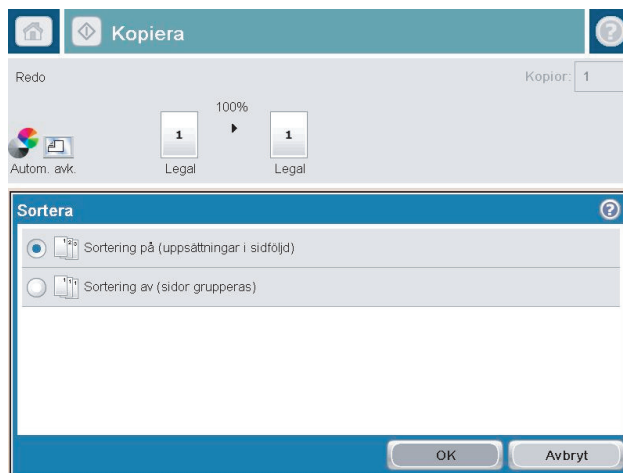 Kopiera
Redo
Kopior: 1
100%
1 1
Autom. avk. Legal Legal
Sortera
Sortering på (uppsättningar i sidföljd)
Sortering av (sidor grupperas)
OK Avbryt